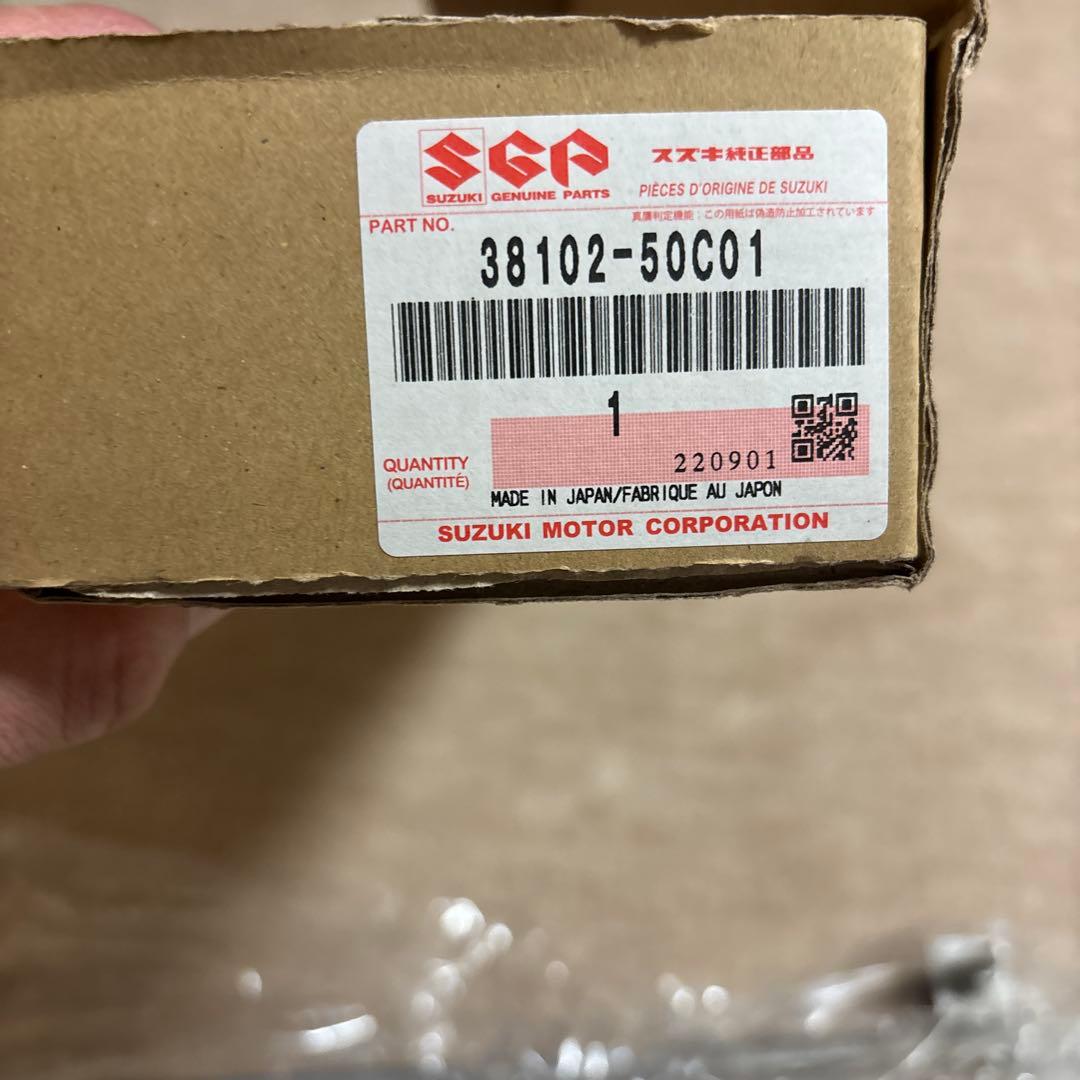 SGP
スズキ純正部品
SUZUKI GENUINE PARTS
PIÈCES D'ORIGINE DE SUZUKI
真贋判定機能:この用紙は偽造防止加工されています
PART NO.
38102-50C01
1
220901
QUANTITY
(QUANTITÉ)
MADE IN JAPAN/FABRIQUE AU JAPON
SUZUKI MOTOR CORPORATION